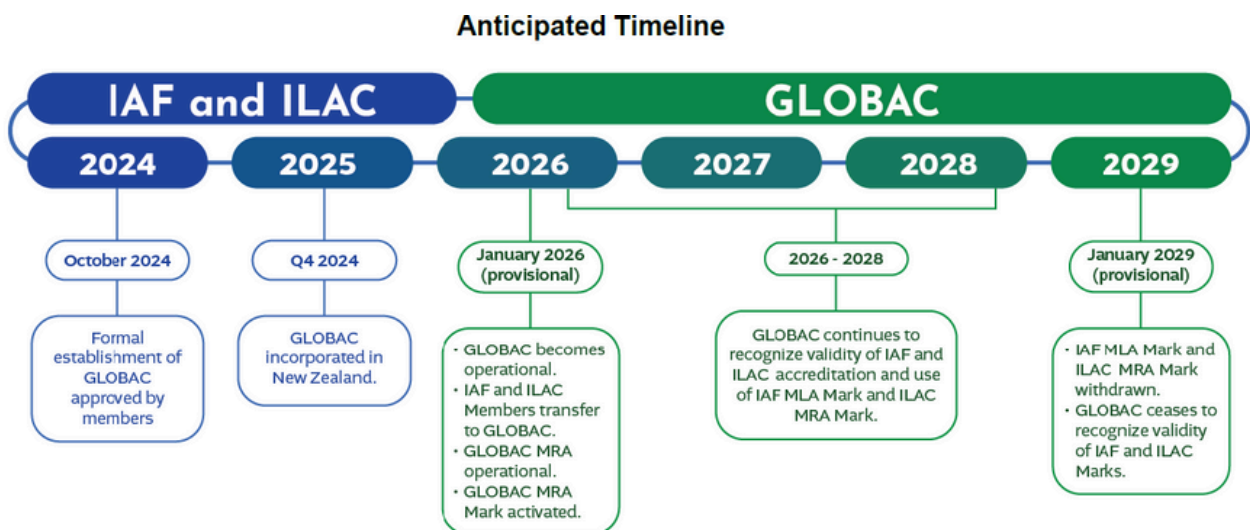 Anticipated Timeline
IAF and ILAC
GLOBAC
2024
2025
2026
2027
2028
2029
October 2024
Formal
establishment of
GLOBAC
approved by
members
Q4 2024
GLOBAC
incorporated in
New Zealand.
January 2026
(provisional)
• GLOBAC becomes
operational.
• IAF and ILAC
Members transfer
to GLOBAC.
• GLOBAC MRA
operational.
• GLOBAC MRA
Mark activated.
2026 - 2028
GLOBAC continues to
recognize validity of IAF and
ILAC accreditation and use
of IAF MLA Mark and ILAC
MRA Mark.
January 2029
(provisional)
• IAF MLA Mark and
ILAC MRA Mark
withdrawn.
• GLOBAC ceases to
recognize validity
of IAF and ILAC
Marks.